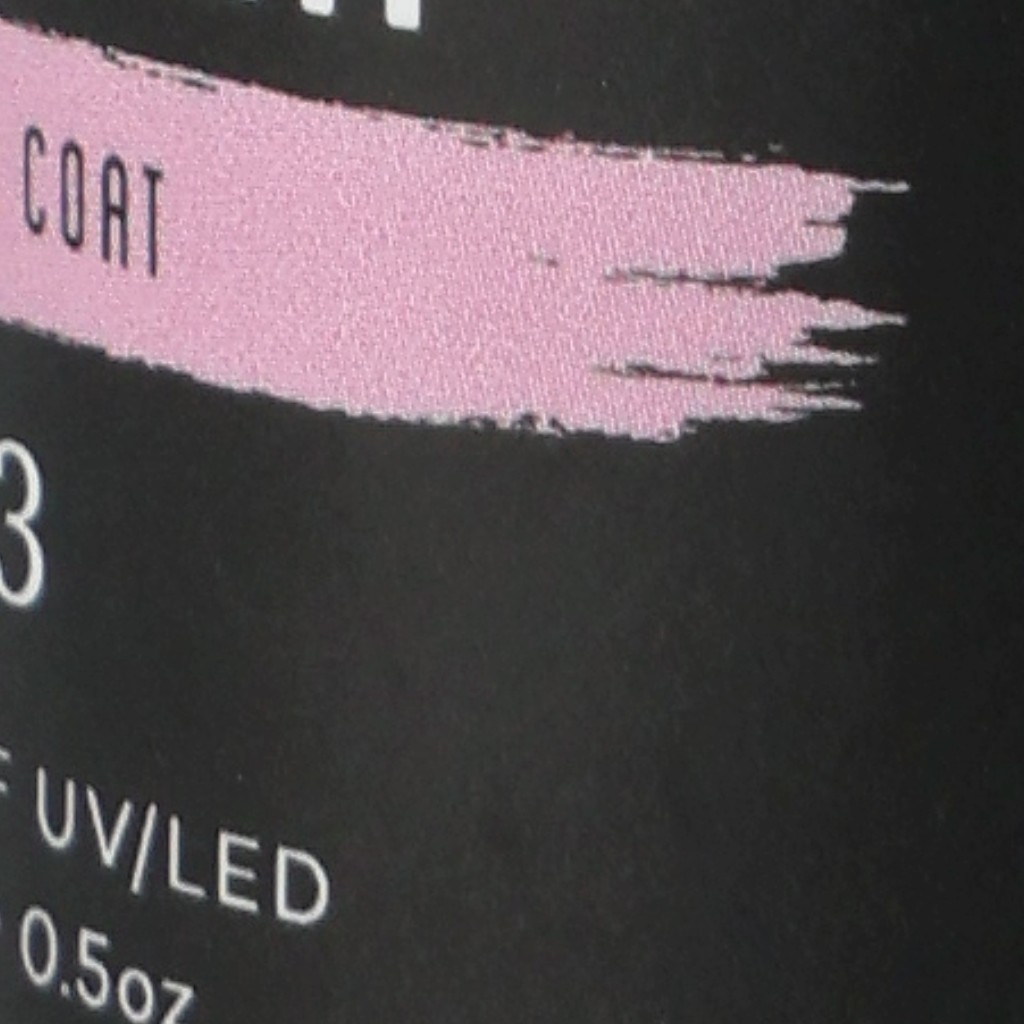 COAT
3
UV/LED
0.5oz